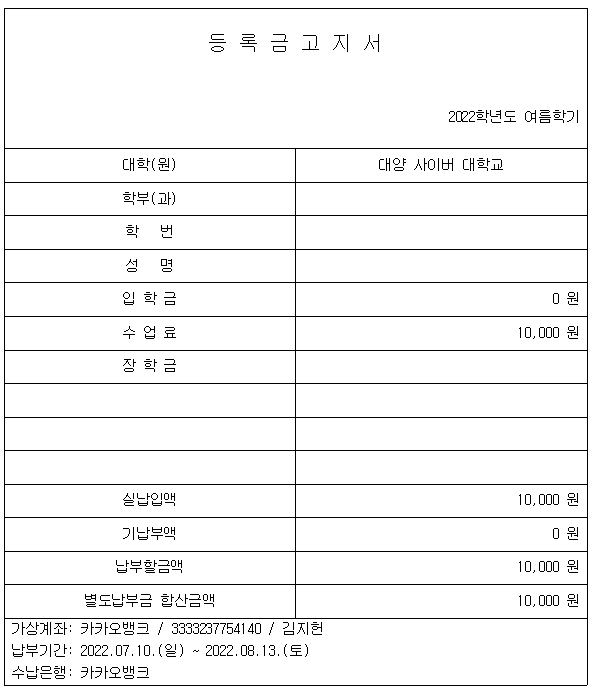 등 록 금 고 지 서
2022학년도 여름학기
대학(원) 대양 사이버 대학교
학부(과)
학 번
성 명
입 학 금 0 원
수 업 료 10,000 원
장 학 금
실납입액 10,000 원
기납부액 0 원
납부할금액 10,000 원
별도납부금 합산금액 10,000 원
가상계좌: 카카오뱅크 / 3333237754140 / 김지헌
납부기간: 2022.07.10.(일) ~ 2022.08.13.(토)
수납은행: 카카오뱅크